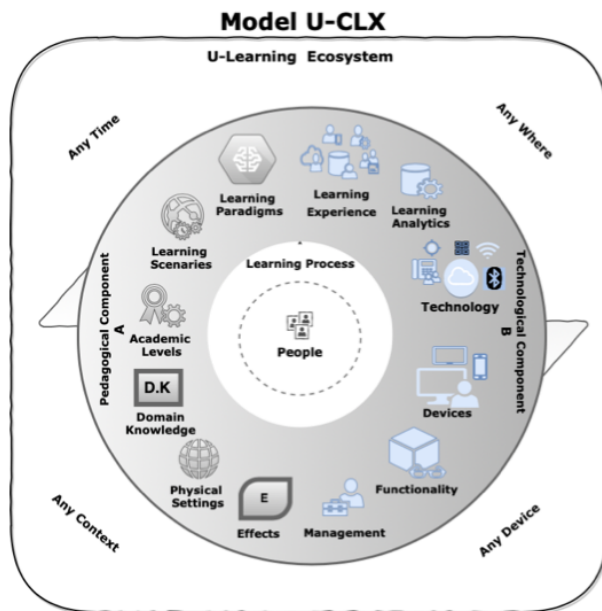 Model U-CLX
U-Learning Ecosystem
Any Time
Any Where
Learning
Paradigms
Learning
Experience
Learning
Analytics
Learning
Scenaries
Learning Process
Technology
Pedagogical Component
A
Technological Component
B
Academic
Levels
People
D.K
Domain
Knowledge
Devices
Physical
Settings
E
Effects
Management
Functionality
Any Context
Any Device